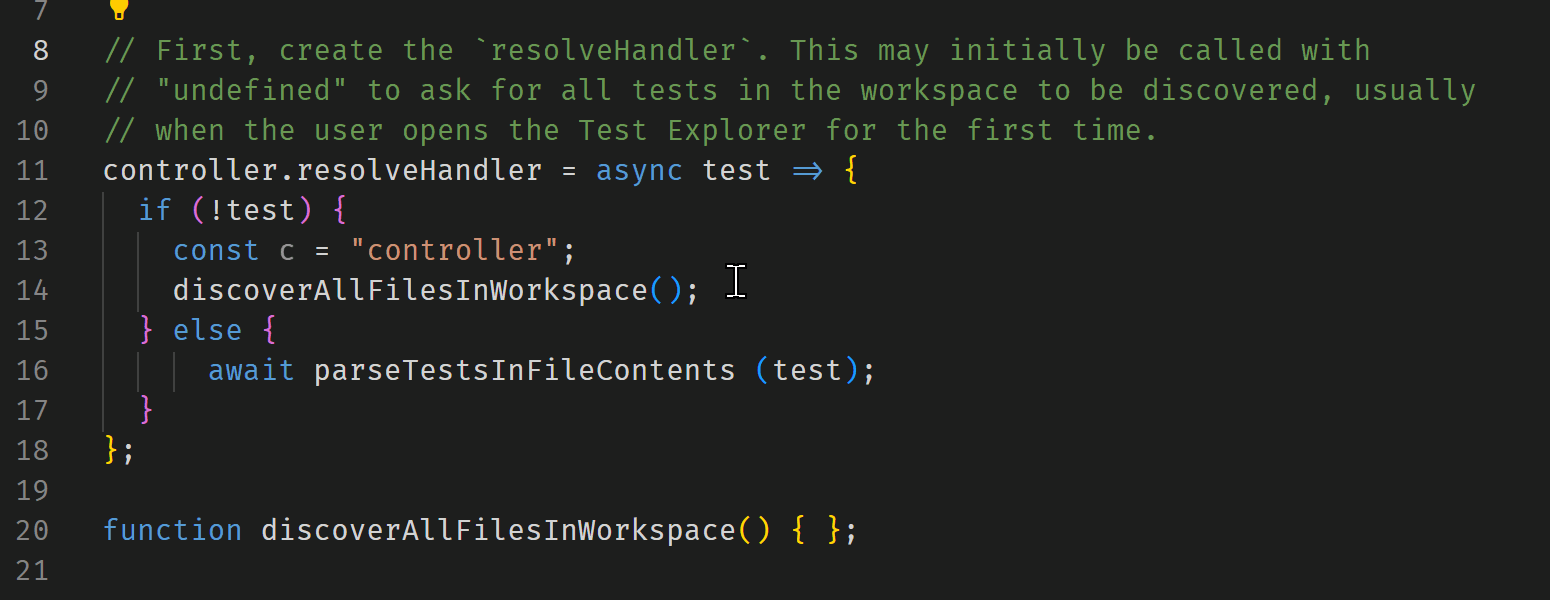 7
8 // First, create the `resolveHandler`. This may initially be called with
9 // "undefined" to ask for all tests in the workspace to be discovered, usually
10 // when the user opens the Test Explorer for the first time.
11 controller.resolveHandler = async test => {
12   if (!test) {
13     const c = "controller";
14     discoverAllFilesInWorkspace();
15   } else {
16       await parseTestsInFileContents (test);
17   }
18 };
19
20 function discoverAllFilesInWorkspace() { };
21